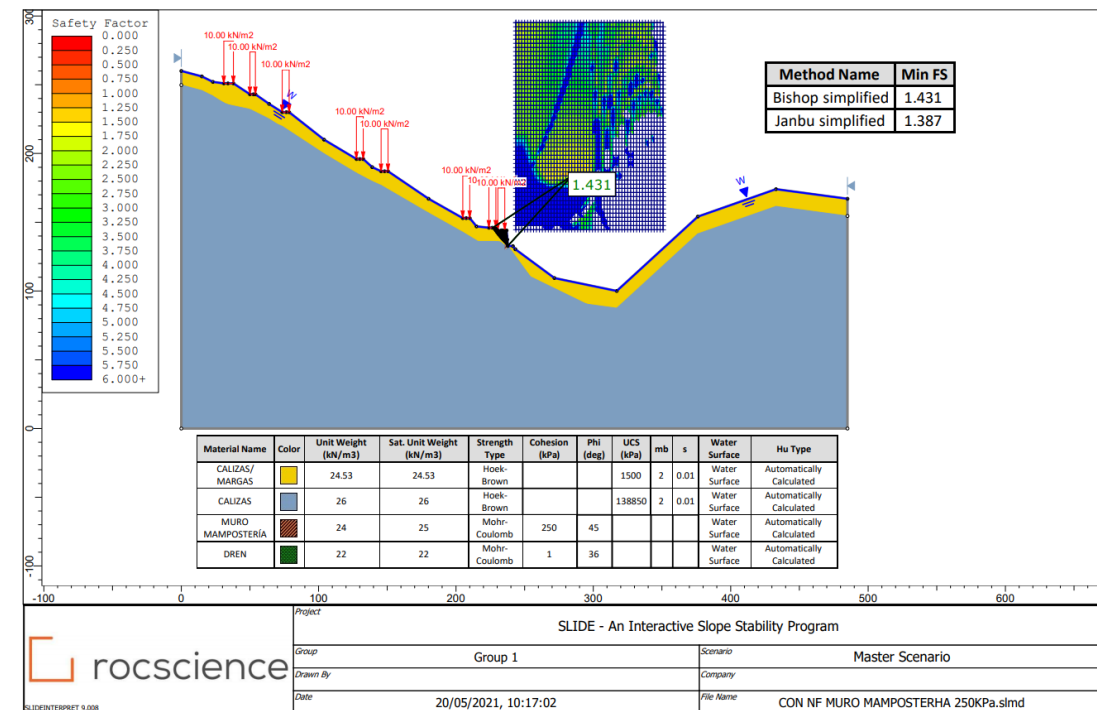 Safety Factor
0.000
0.250
0.500
0.750
1.000
1.250
1.500
1.750
2.000
2.250
2.500
2.750
3.000
3.250
3.500
3.750
4.000
4.250
4.500
4.750
5.000
5.250
5.500
5.750
6.000+
300
200
100
0
-100
10.00 kN/m2
10.00 kN/m2
10.00 kN/m2
W
10.00 kN/m2
10.00 kN/m2
10.00 kN/m2
10.00 kN/m2
1.431
W
Method Name Min FS
Bishop simplified 1.431
Janbu simplified 1.387
Material Name Color Unit Weight (kN/m3) Sat. Unit Weight (kN/m3) Strength Type Cohesion (kPa) Phi (deg) UCS (kPa) mb s Water Surface Hu Type
CALIZAS/ MARGAS 24.53 24.53 Hoek-Brown 1500 2 0.01 Water Surface Automatically Calculated
CALIZAS 26 26 Hoek-Brown 138850 2 0.01 Water Surface Automatically Calculated
MURO MAMPOSTERÍA 24 25 Mohr-Coulomb 250 45 Water Surface Automatically Calculated
DREN 22 22 Mohr-Coulomb 1 36 Water Surface Automatically Calculated
-100 0 100 200 300 400 500 600
rocscience
SLIDEINTERPRET 9.008
Project
SLIDE - An Interactive Slope Stability Program
Group
Group 1
Scenario
Master Scenario
Drawn By
Company
Date
20/05/2021, 10:17:02
File Name
CON NF MURO MAMPOSTERHA 250KPa.slmd